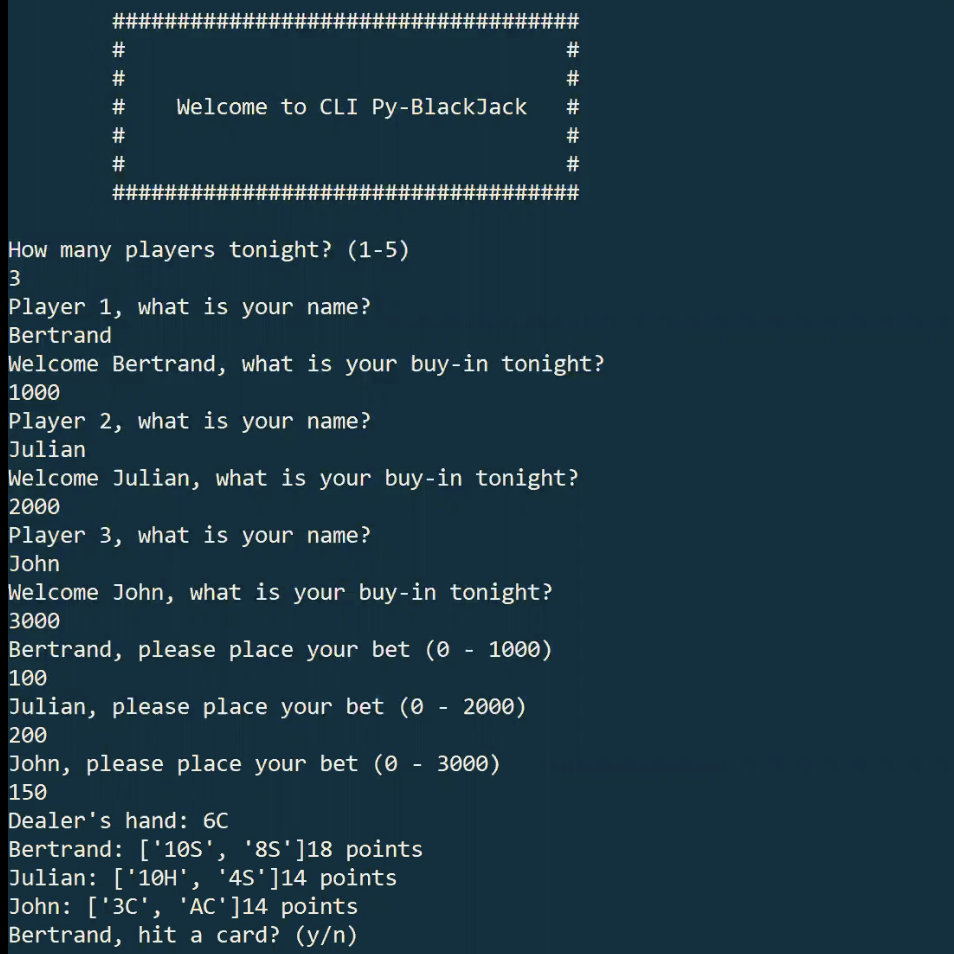 ####################################
#                                  #
#                                  #
#    Welcome to CLI Py-BlackJack   #
#                                  #
#                                  #
####################################
How many players tonight? (1-5)
3
Player 1, what is your name?
Bertrand
Welcome Bertrand, what is your buy-in tonight?
1000
Player 2, what is your name?
Julian
Welcome Julian, what is your buy-in tonight?
2000
Player 3, what is your name?
John
Welcome John, what is your buy-in tonight?
3000
Bertrand, please place your bet (0 - 1000)
100
Julian, please place your bet (0 - 2000)
200
John, please place your bet (0 - 3000)
150
Dealer's hand: 6C
Bertrand: ['10S', '8S']18 points
Julian: ['10H', '4S']14 points
John: ['3C', 'AC']14 points
Bertrand, hit a card? (y/n)